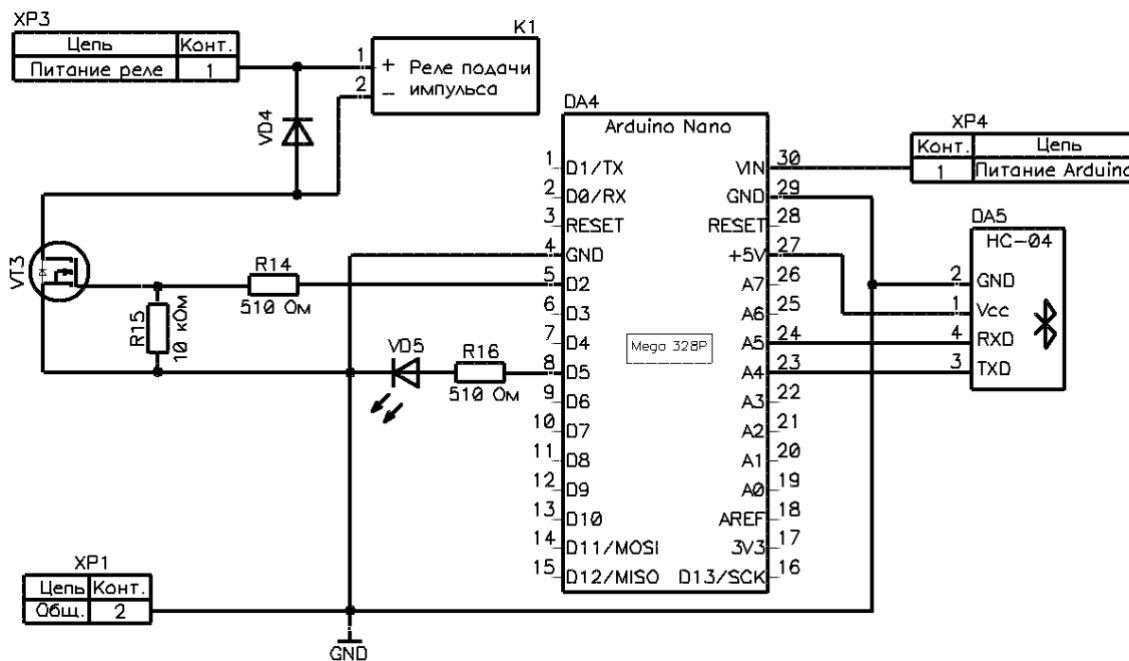 XP3
Цепь Конт.
Питание реле 1
K1
1 + Реле подачи
2 - импульса
VD4
DA4
Arduino Nano
1 D1/TX VIN 30
2 D0/RX GND 29
3 RESET RESET 28
4 GND +5V 27
5 D2 A7 26
6 D3 A6 25
7 D4 A5 24
8 D5 A4 23
9 D6 A3 22
10 D7 A2 21
11 D8 A1 20
12 D9 A0 19
13 D10 AREF 18
14 D11/MOSI 3V3 17
15 D12/MISO D13/SCK 16
Mega 328P
XP4
Конт. Цепь
1 Питание Arduino
DA5
HC-04
2 GND
1 Vcc
4 RXD
3 TXD
VT3
R14
510 Ом
R15
10 кОм
VD5
R16
510 Ом
XP1
Цепь Конт.
Общ. 2
GND